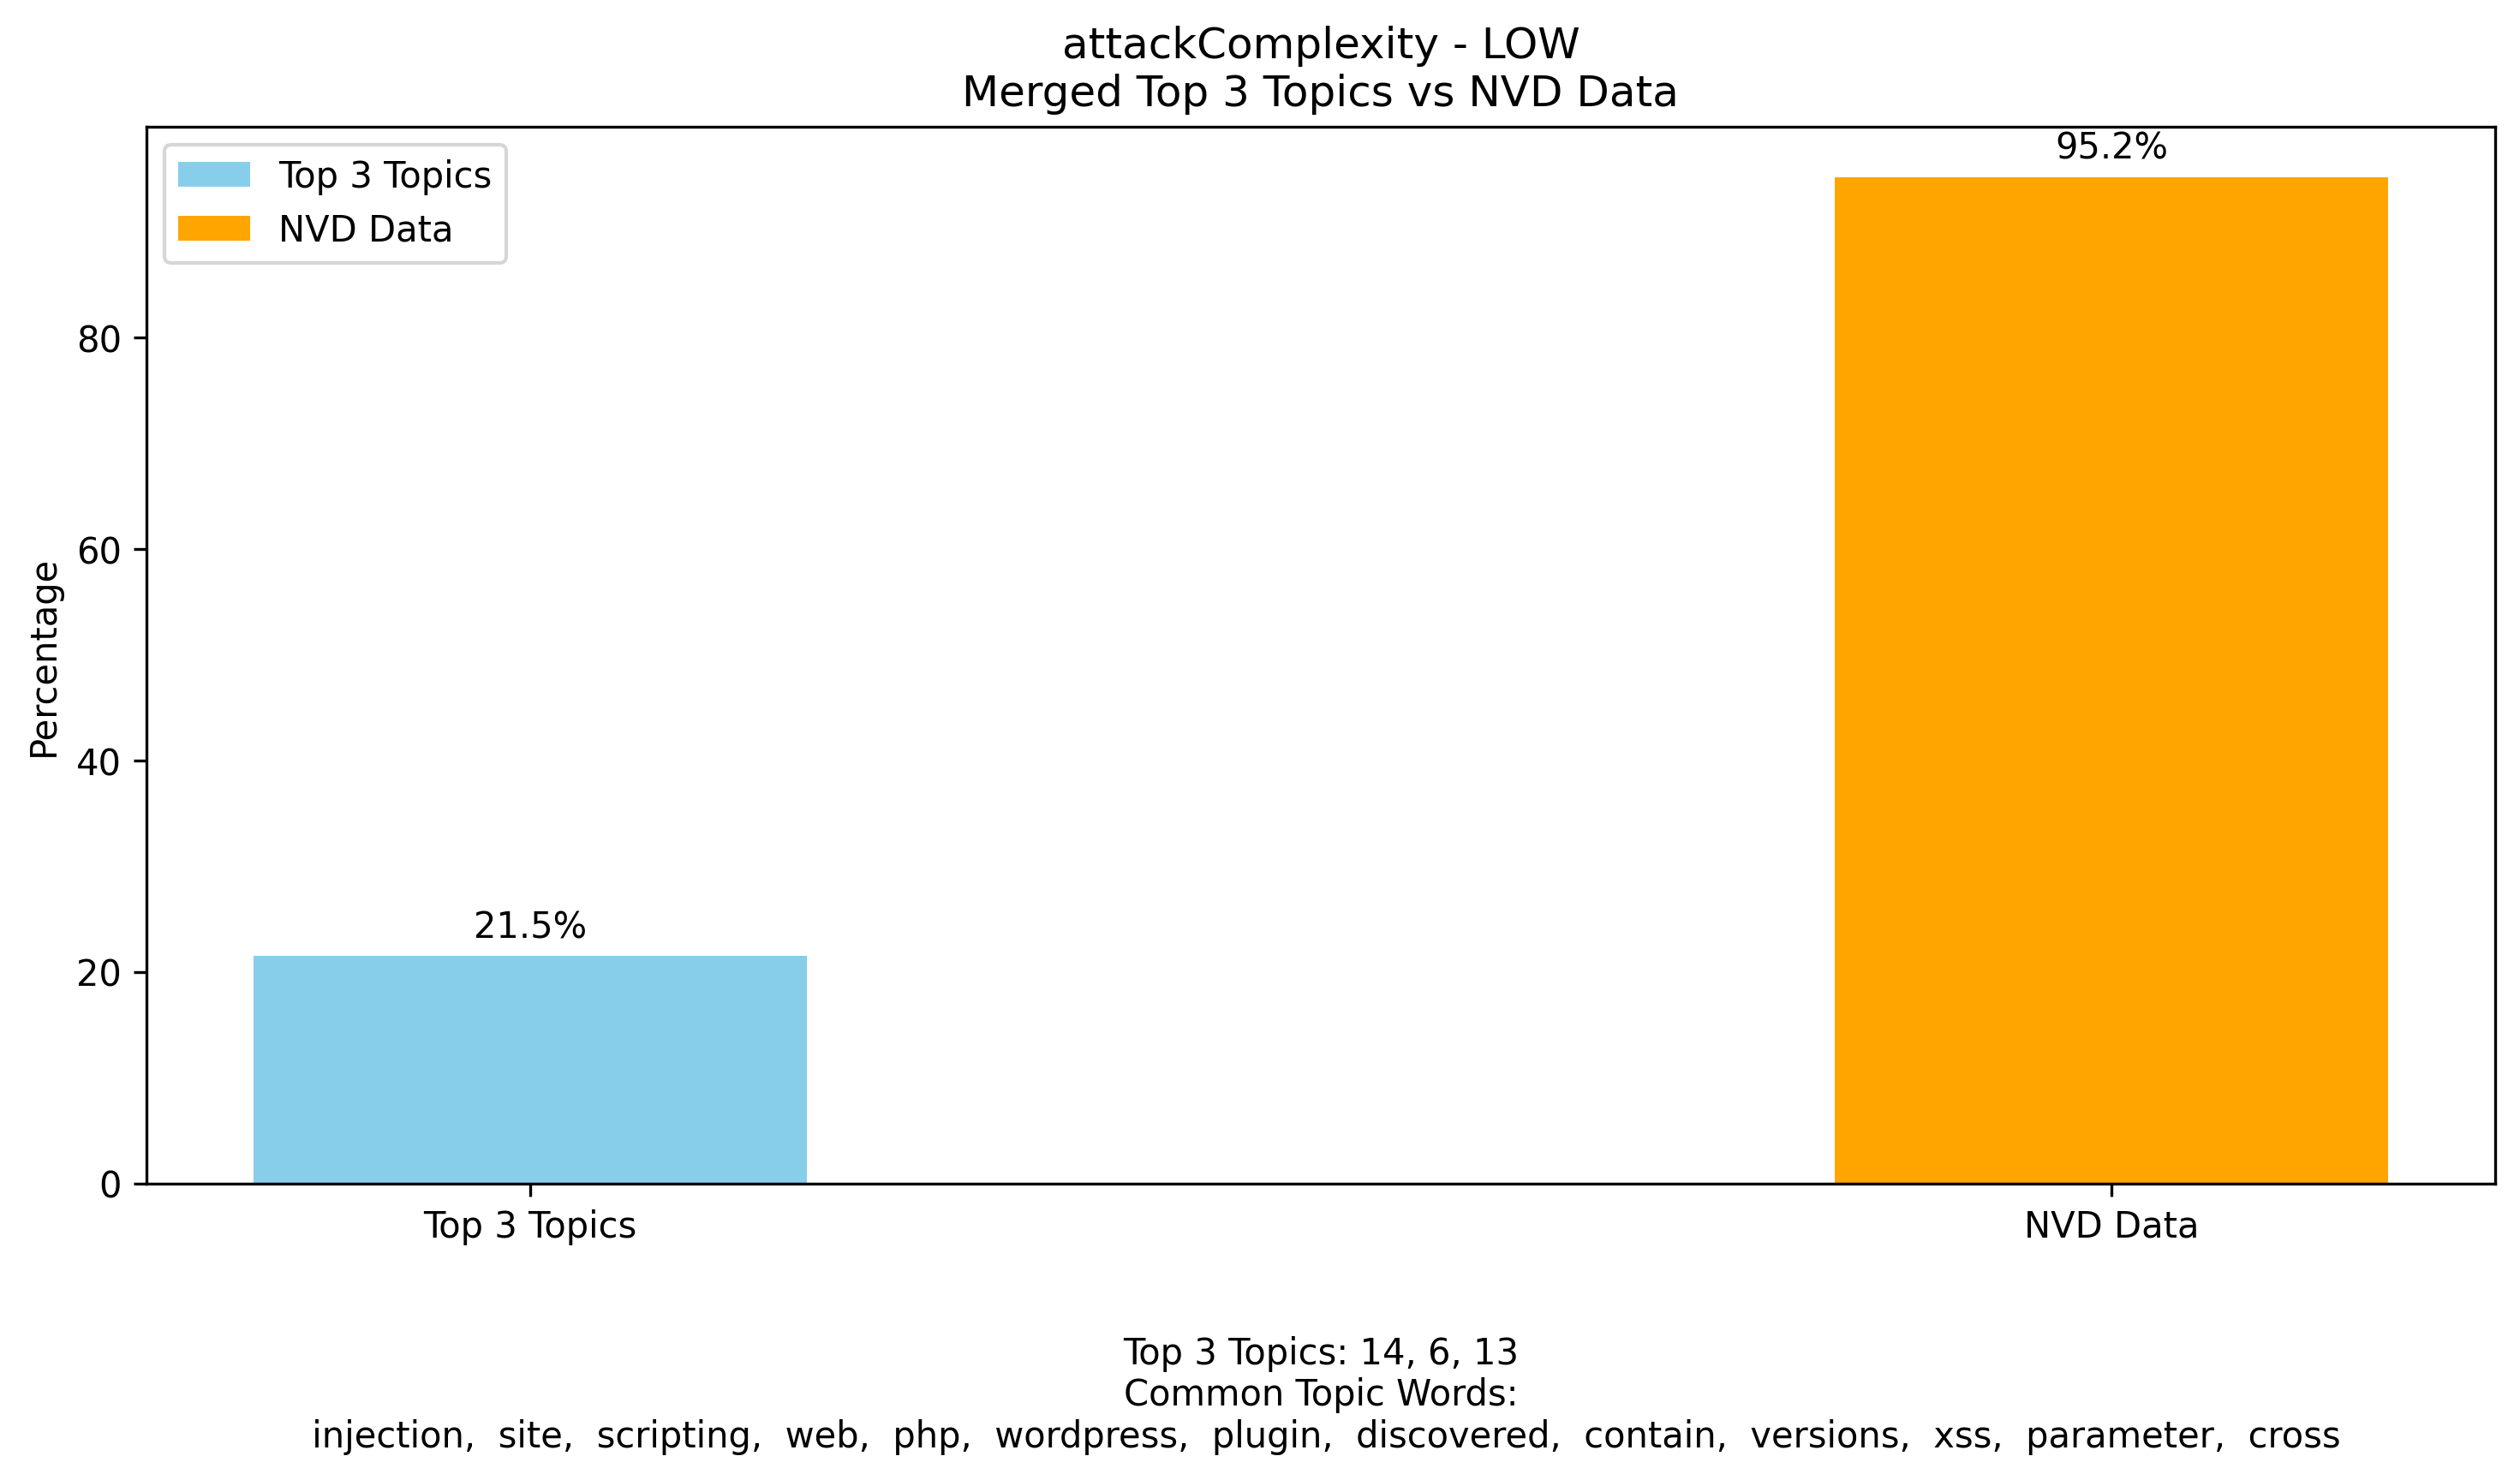 attackComplexity - LOW
Merged Top 3 Topics vs NVD Data
Top 3 Topics
NVD Data
95.2%
21.5%
Percentage
80
60
40
20
0
Top 3 Topics
NVD Data
Top 3 Topics: 14, 6, 13
Common Topic Words:
injection, site, scripting, web, php, wordpress, plugin, discovered, contain, versions, xss, parameter, cross